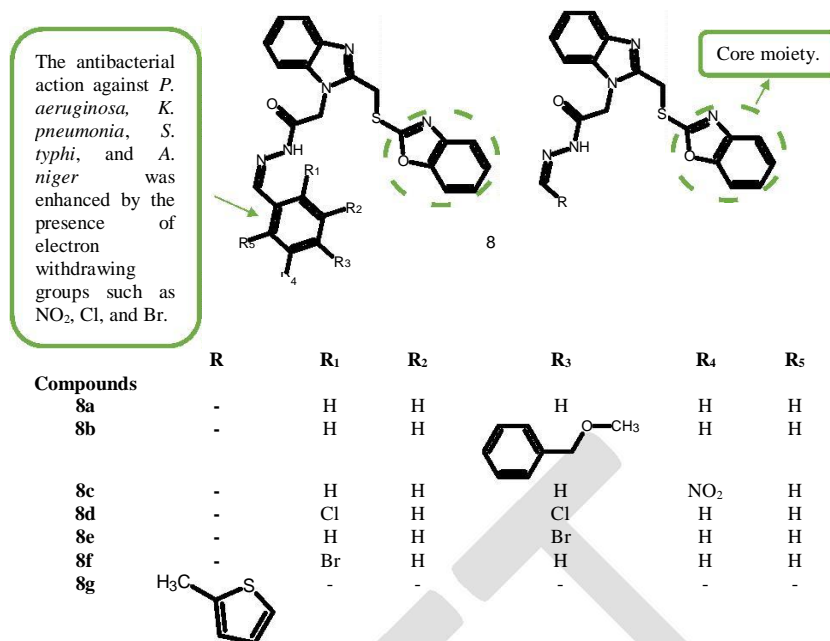 The antibacterial
action against P.
aeruginosa, K.
pneumonia, S.
typhi, and A.
niger was
enhanced by the
presence of
electron
withdrawing
groups such as
NO₂, Cl, and Br.
N
N
O
S
N
N
NH
O
R₁
R₂
R₅
R₃
8
N
N
O
S
N
N
NH
O
R
Core moiety.
R R₁ R₂ R₃ R₄ R₅
Compounds
8a - H H H H H
8b - H H O CH₃ H H
8c - H H H NO₂ H
8d - Cl H Cl H H
8e - H H Br H H
8f - Br H H H H
8g H₃C S - - - - -